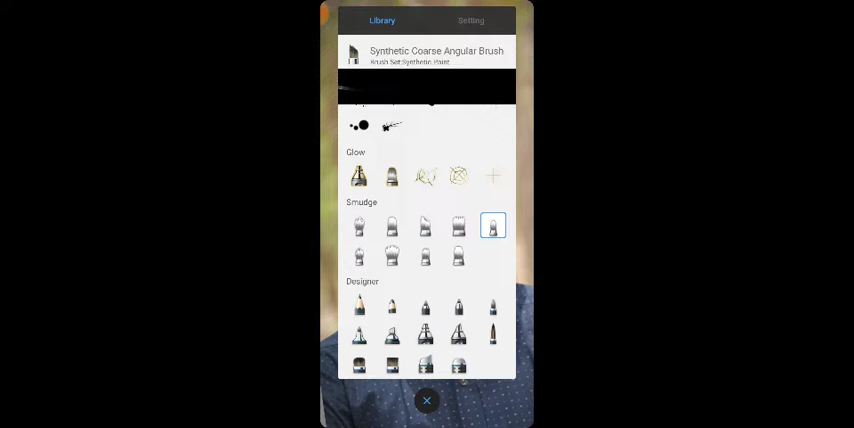 Library
Setting
Synthetic Coarse Angular Brush
Brush Set:Synthetic Paint
Glow
Smudge
Designer